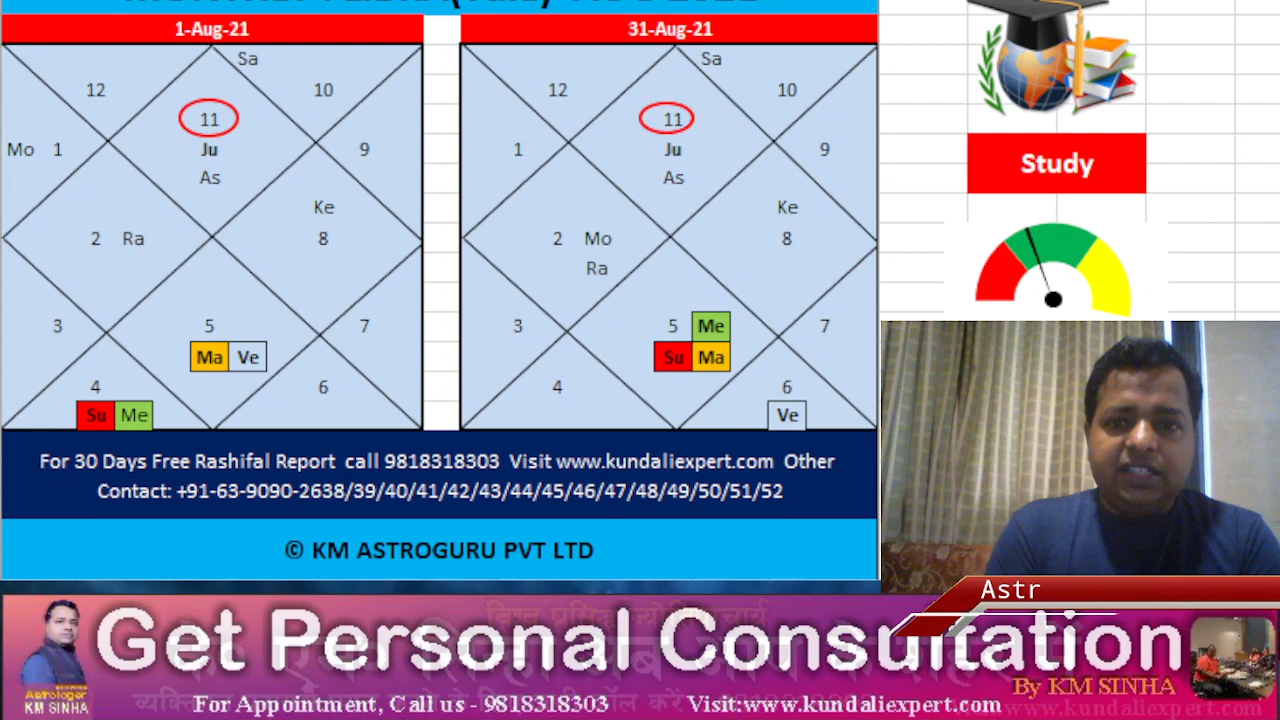 1-Aug-21
31-Aug-21
Sa
12
10
11
Mo 1
Ju
9
As
Ke
2 Ra
8
3
5
7
Ma Ve
4
6
Su Me
Sa
12
10
11
1
Ju
9
As
Ke
2 Mo
8
Ra
3
5 Me
7
Su Ma
4
6
Ve
Study
For 30 Days Free Rashifal Report call 9818318303 Visit www.kundaliexpert.com Other
Contact: +91-63-9090-2638/39/40/41/42/43/44/45/46/47/48/49/50/51/52
© KM ASTROGURU PVT LTD
Astr
Get Personal Consultation
By KM SINHA
Astrologer
KM SINHA
For Appointment, Call us - 9818318303 Visit:www.kundaliexpert.com